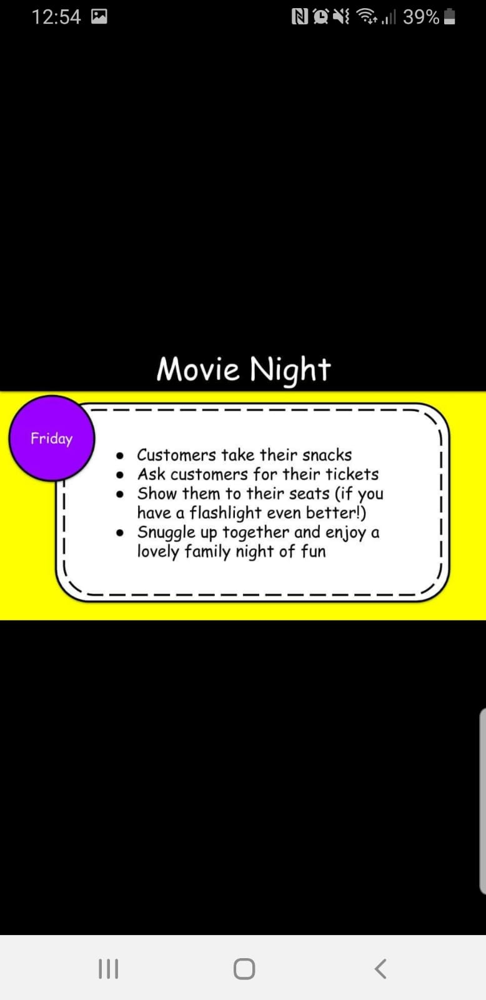 12:54 39%
Movie Night
Friday
• Customers take their snacks
• Ask customers for their tickets
• Show them to their seats (if you
have a flashlight even better!)
• Snuggle up together and enjoy a
lovely family night of fun